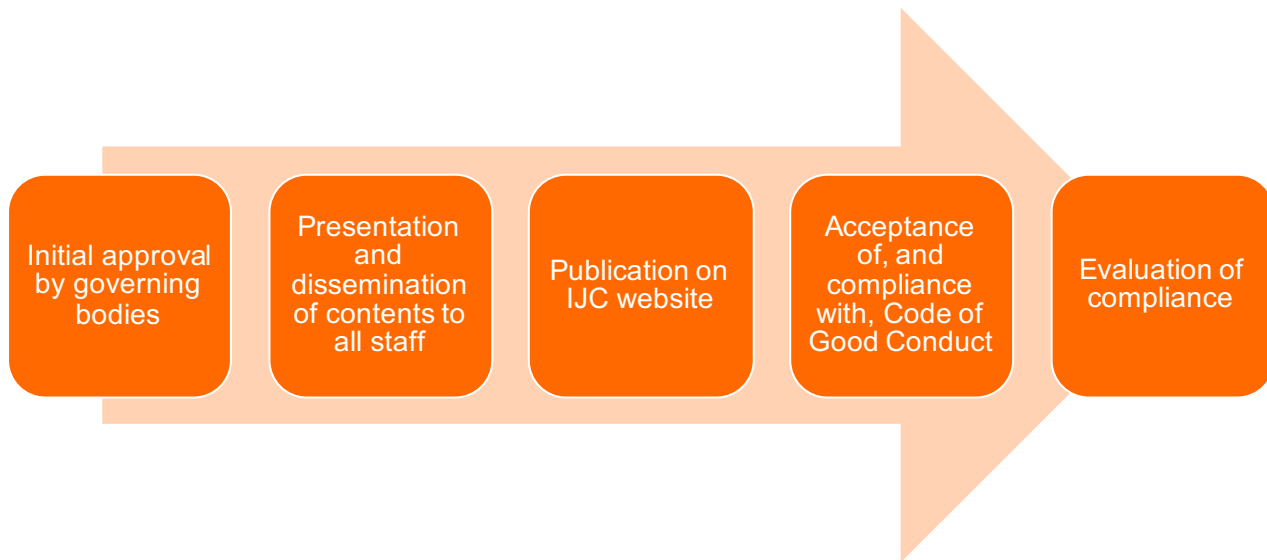 Initial approval
by governing
bodies
Presentation
and
dissemination
of contents to
all staff
Publication on
IJC website
Acceptance
of, and
compliance
with, Code of
Good Conduct
Evaluation of
compliance